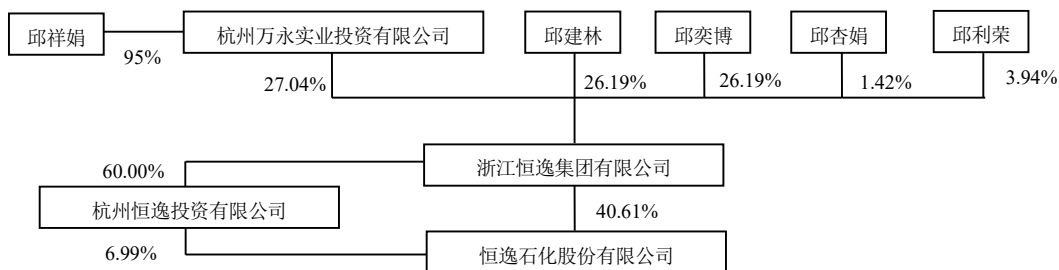 邱祥娟
杭州万永实业投资有限公司
邱建林
邱奕博
邱杏娟
邱利荣
95%
27.04%
26.19%
26.19%
1.42%
3.94%
浙江恒逸集团有限公司
60.00%
杭州恒逸投资有限公司
40.61%
6.99%
恒逸石化股份有限公司